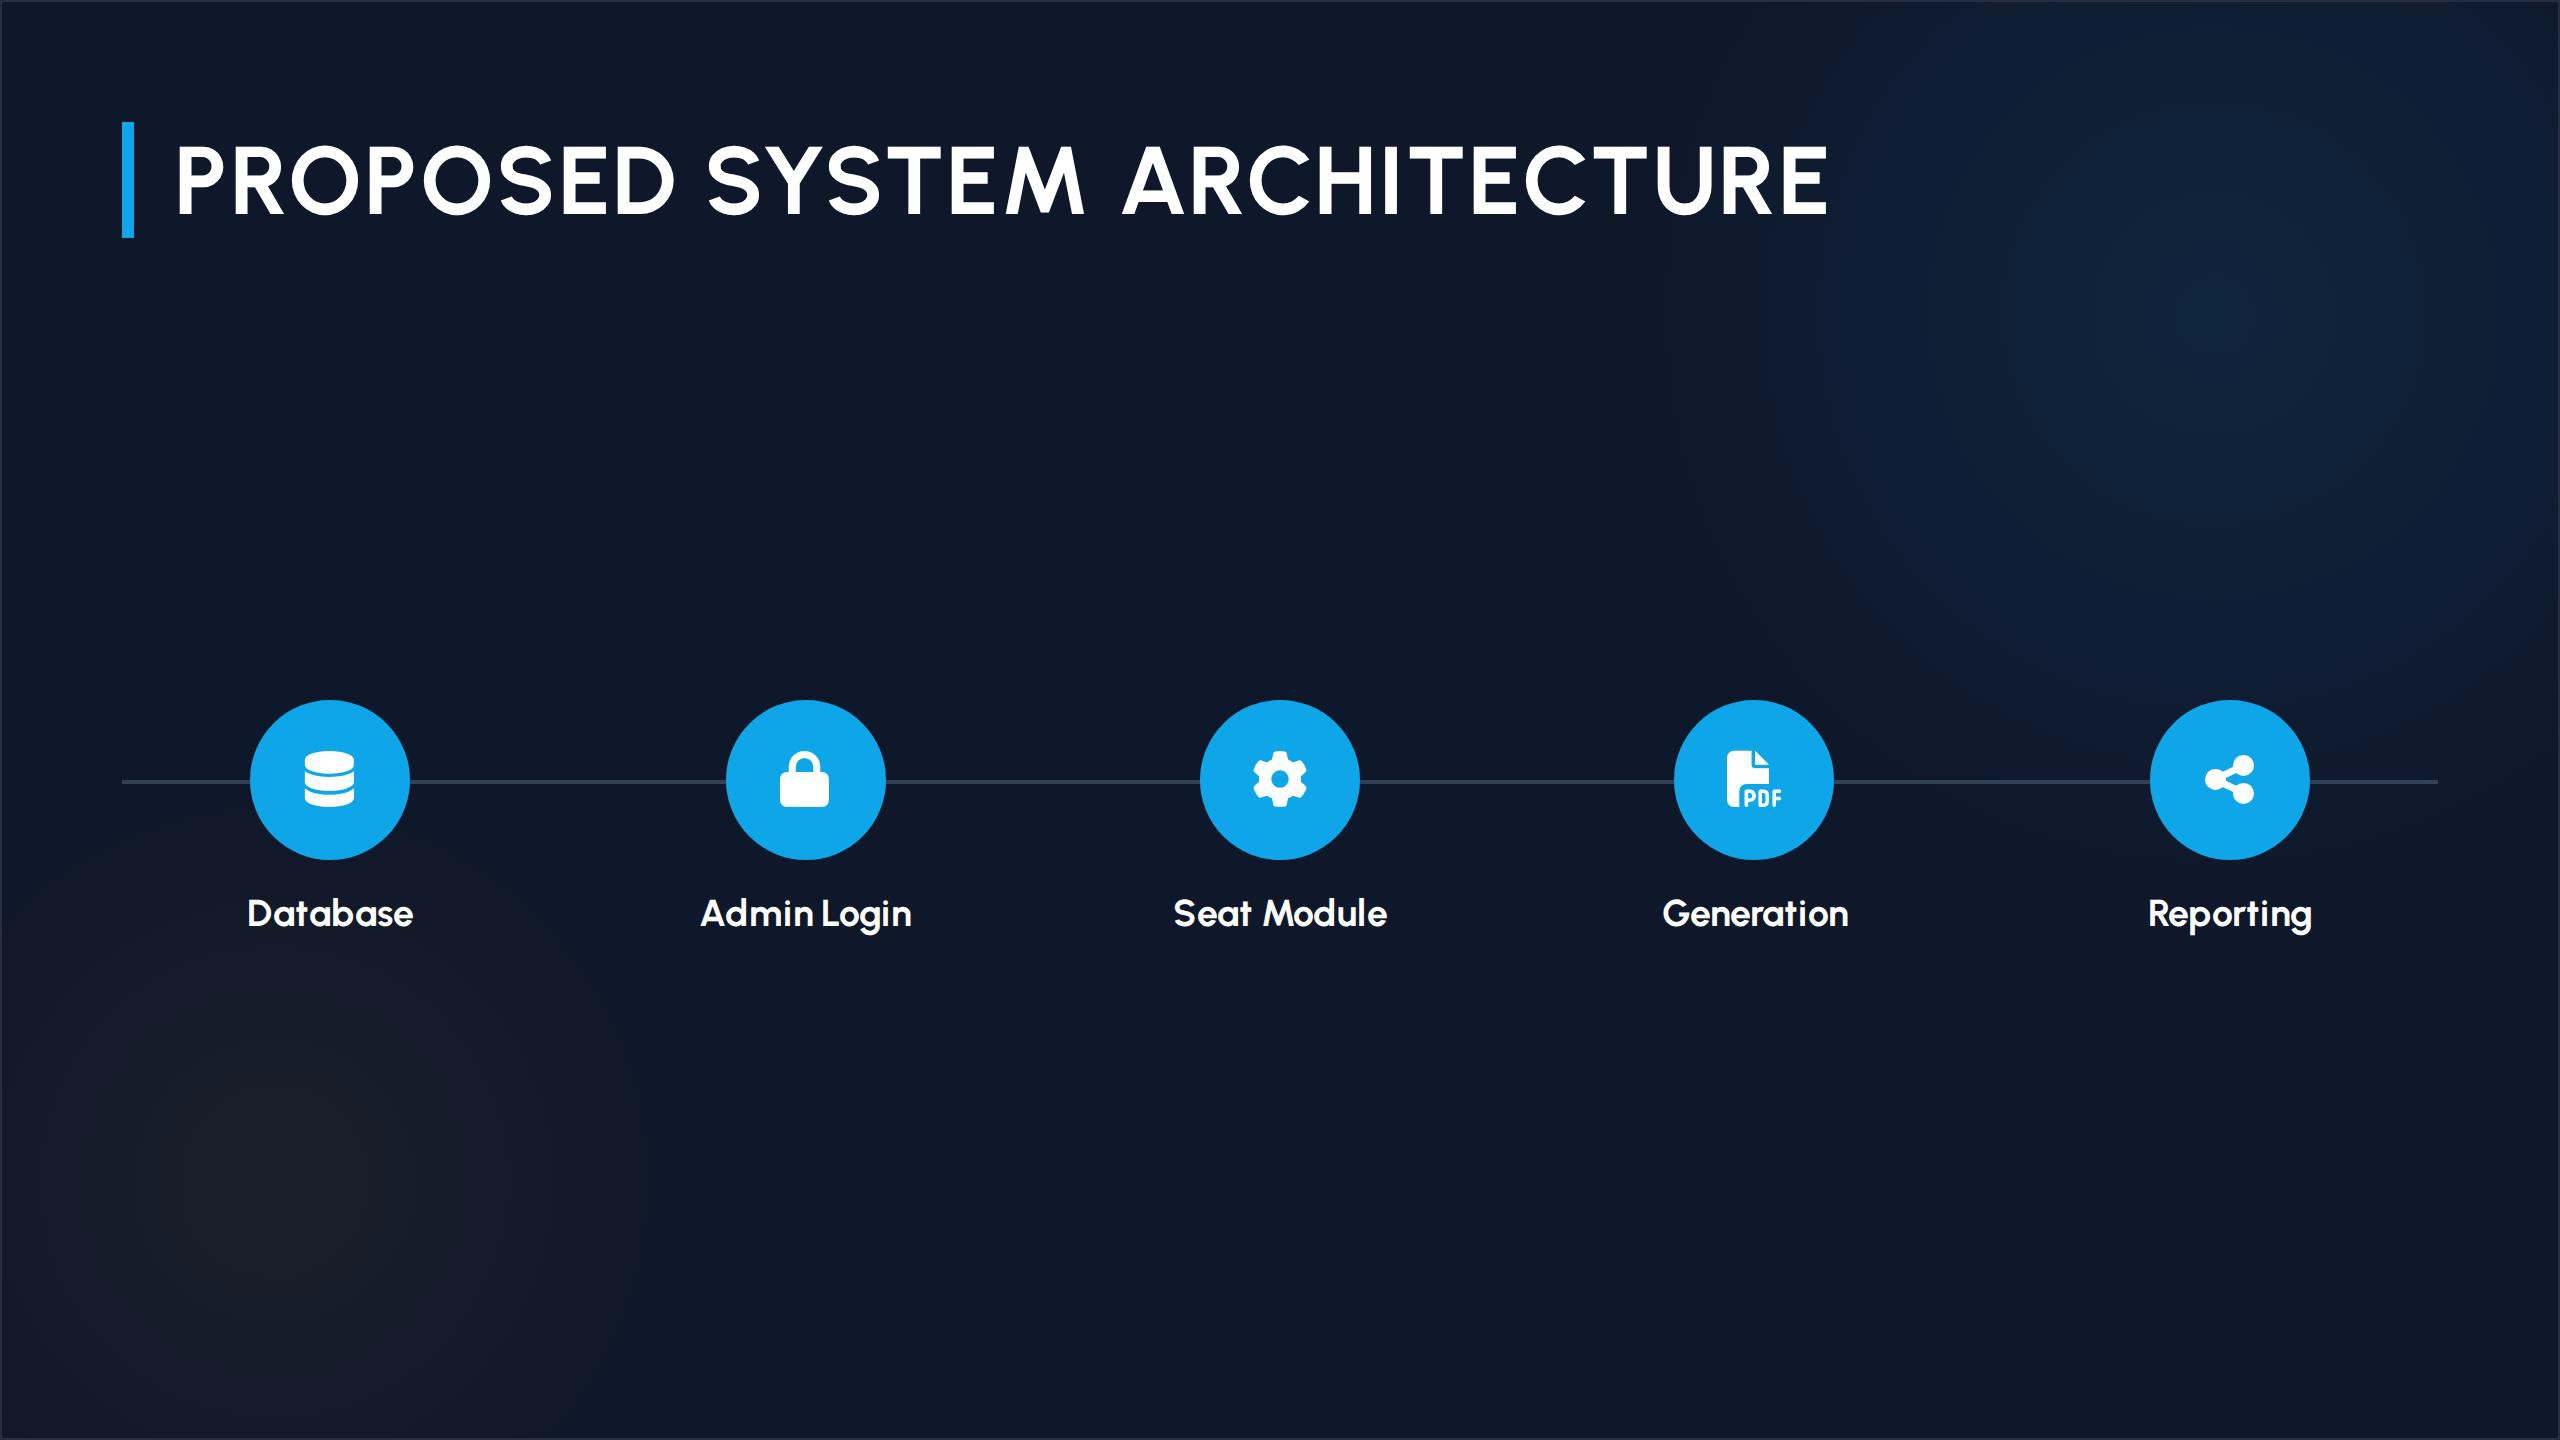 PROPOSED SYSTEM ARCHITECTURE
PDF
Database
Admin Login
Seat Module
Generation
Reporting